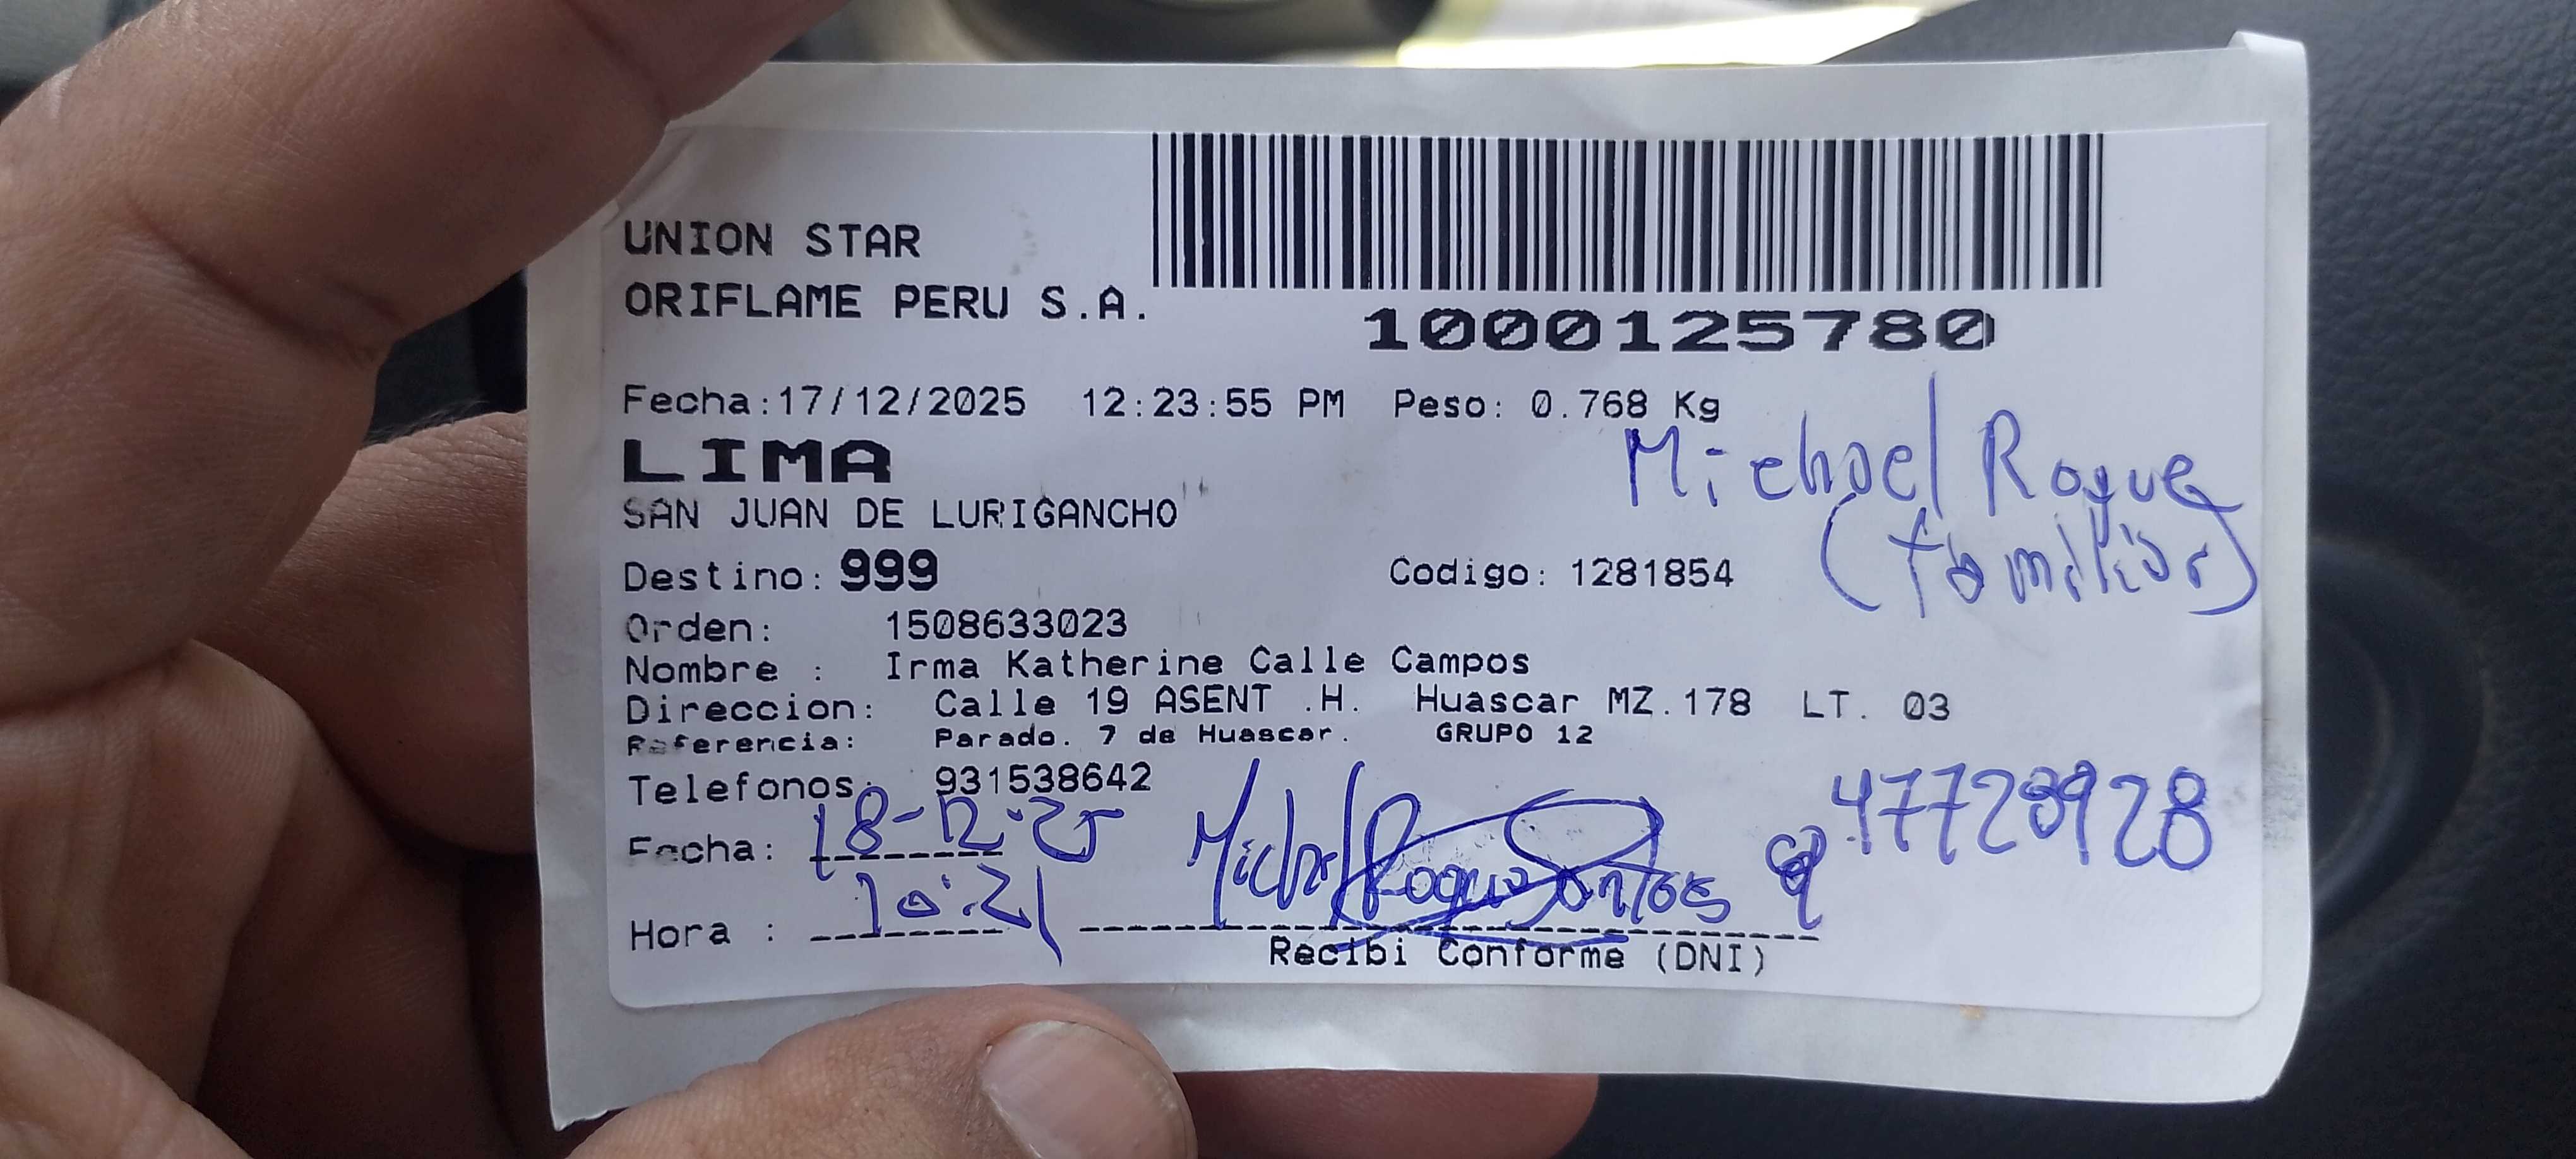 UNION STAR
ORIFLAME PERU S.A.
1000125780
Fecha:17/12/2025 12:23:55 PM Peso: 0.768 Kg
LIMA
Michael Roque
(familiar)
SAN JUAN DE LURIGANCHO
Destino: 999 Codigo: 1281854
Orden: 1508633023
Nombre : Irma Katherine Calle Campos
Direccion: Calle 19 ASENT .H. Huascar MZ.178 LT. 03
Referencia: Parado. 7 de Huascar. GRUPO 12
Telefonos: 931538642
Fecha: 18-12-25 Michael Roque Santos 47728928
Hora : 10:21
Recibi Conforme (DNI)